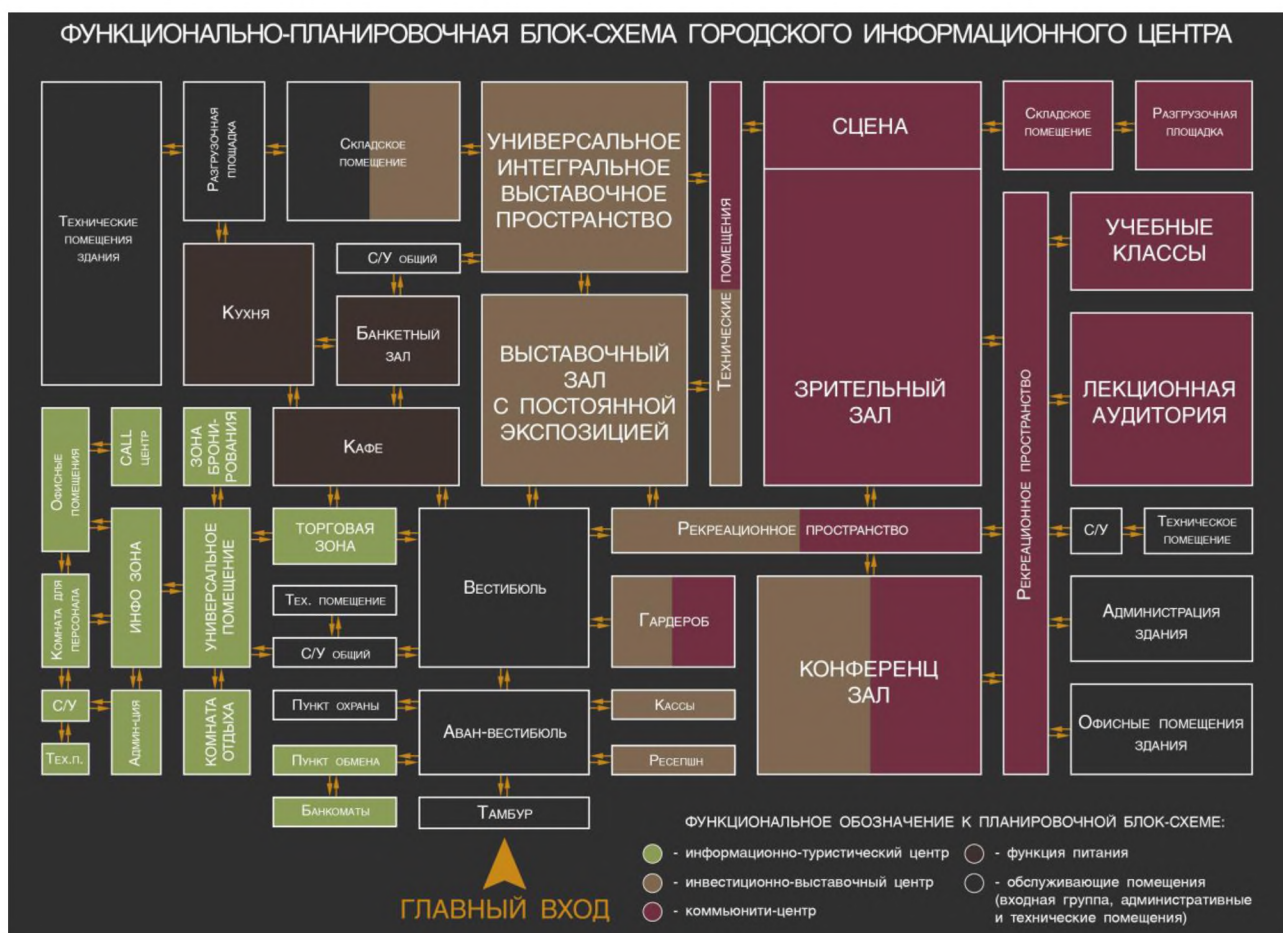 ФУНКЦИОНАЛЬНО-ПЛАНИРОВОЧНАЯ БЛОК-СХЕМА ГОРОДСКОГО ИНФОРМАЦИОННОГО ЦЕНТРА
Технические
помещения
здания
Разгрузочная
площадка
Складское
помещение
УНИВЕРСАЛЬНОЕ
ИНТЕГРАЛЬНОЕ
ВЫСТАВОЧНОЕ
ПРОСТРАНСТВО
Технические помещения
СЦЕНА
Складское
помещение
Разгрузочная
площадка
С/У общий
Кухня
Банкетный
зал
ВЫСТАВОЧНЫЙ
ЗАЛ
С ПОСТОЯННОЙ
ЭКСПОЗИЦИЕЙ
ЗРИТЕЛЬНЫЙ
ЗАЛ
Рекреационное пространство
УЧЕБНЫЕ
КЛАССЫ
ЛЕКЦИОННАЯ
АУДИТОРИЯ
Офисные
помещения
CALL
центр
ЗОНА
БРОНИ-
РОВАНИЯ
Кафе
ТОРГОВАЯ
ЗОНА
Вестибюль
Рекреационное пространство
С/У
Техническое
помещение
Комната для
персонала
ИНФО ЗОНА
УНИВЕРСАЛЬНОЕ
ПОМЕЩЕНИЕ
Тех. помещение
С/У общий
Гардероб
КОНФЕРЕНЦ
ЗАЛ
Администрация
здания
С/У
Тех.п.
Админ-ция
КОМНАТА
ОТДЫХА
Пункт охраны
Аван-вестибюль
Кассы
Офисные помещения
здания
Пункт обмена
Ресепшн
Банкоматы
Тамбур
ГЛАВНЫЙ ВХОД
ФУНКЦИОНАЛЬНОЕ ОБОЗНАЧЕНИЕ К ПЛАНИРОВОЧНОЙ БЛОК-СХЕМЕ:
- информационно-туристический центр
- инвестиционно-выставочный центр
- коммьюнити-центр
- функция питания
- обслуживающие помещения
(входная группа, административные
и технические помещения)